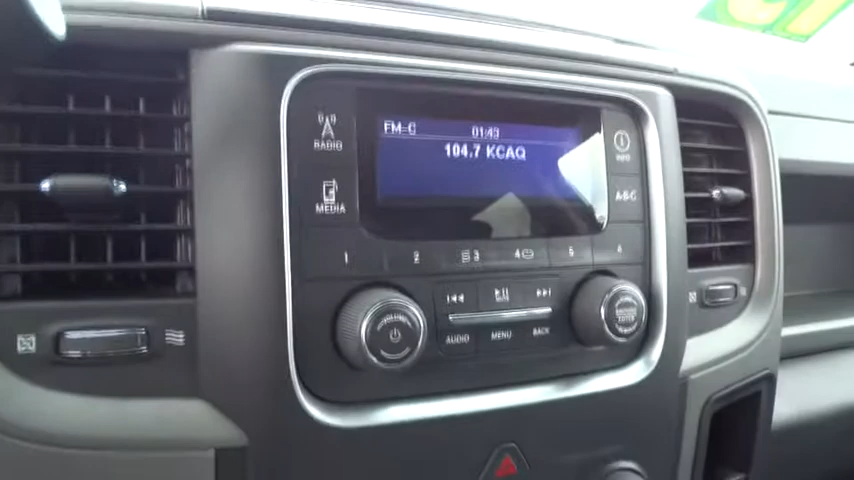 FM-C 01:43
104.7 KCAQ
RADIO
INFO
MEDIA
A-B-C
1 2 3 4 5 6
AUDIO MENU BACK